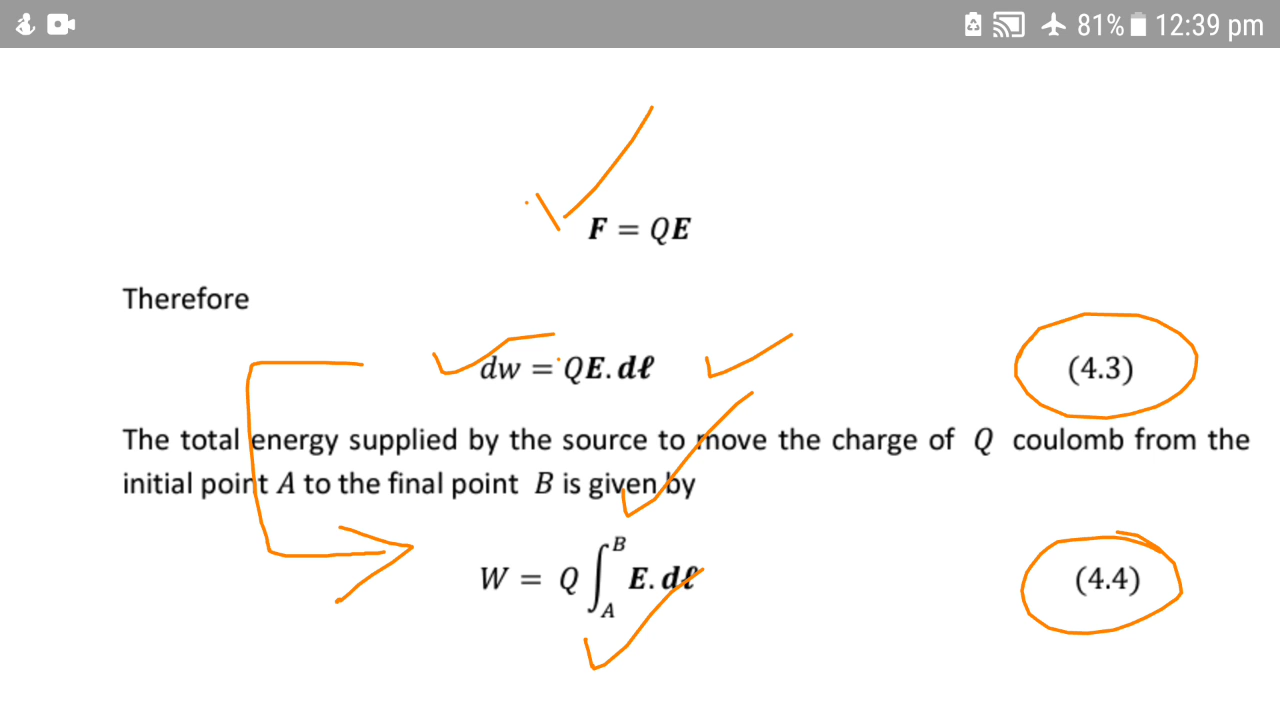 81% 12:39 pm
F = QE
Therefore
dw = QE.dℓ (4.3)
The total energy supplied by the source to move the charge of Q coulomb from the
initial point A to the final point B is given by
W = Q ∫_A^B E.dℓ (4.4)